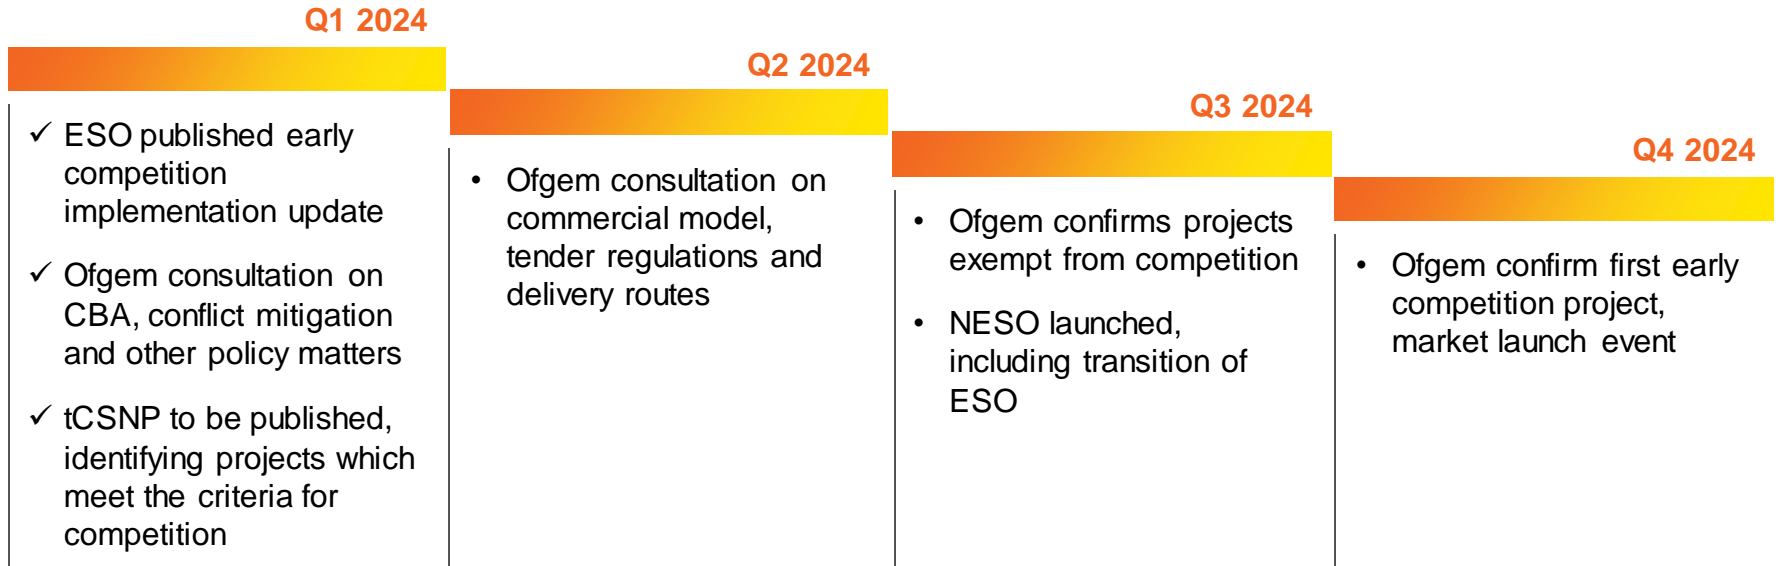 Q1 2024
✓ ESO published early
competition
implementation update
✓ Ofgem consultation on
CBA, conflict mitigation
and other policy matters
✓ tCSNP to be published,
identifying projects which
meet the criteria for
competition
Q2 2024
• Ofgem consultation on
commercial model,
tender regulations and
delivery routes
Q3 2024
• Ofgem confirms projects
exempt from competition
• NESO launched,
including transition of
ESO
Q4 2024
• Ofgem confirm first early
competition project,
market launch event